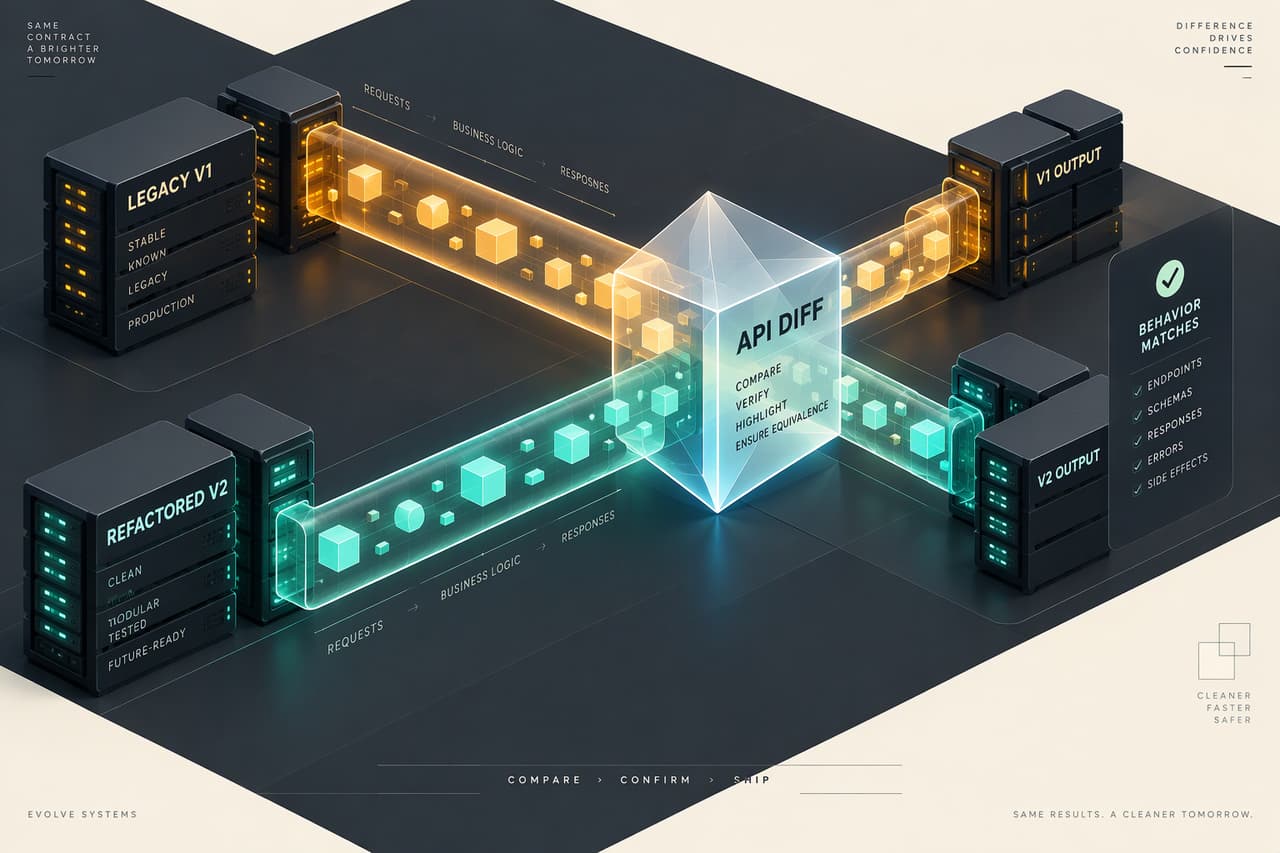 SAME
CONTRACT
A BRIGHTER
TOMORROW
DIFFERENCE
DRIVES
CONFIDENCE
REQUESTS
BUSINESS LOGIC
RESPOSNES
LEGACY V1
STABLE
KNOWN
LEGACY
PRODUCTION
V1 OUTPUT
API DIFF
COMPARE
VERIFY
HIGHLIGHT
ENSURE EQUIVALENCE
BEHAVIOR
MATCHES
ENDPOINTS
SCHEMAS
RESPONSES
ERRORS
SIDE EFFECTS
REFACTORED V2
CLEAN
TESTED
FUTURE-READY
V2 OUTPUT
REQUESTS
BUSINESS LOGIC
RESPONSES
CLEANER
FASTER
SAFER
COMPARE > CONFIRM > SHIP
EVOLVE SYSTEMS
SAME RESULTS. A CLEANER TOMORROW.